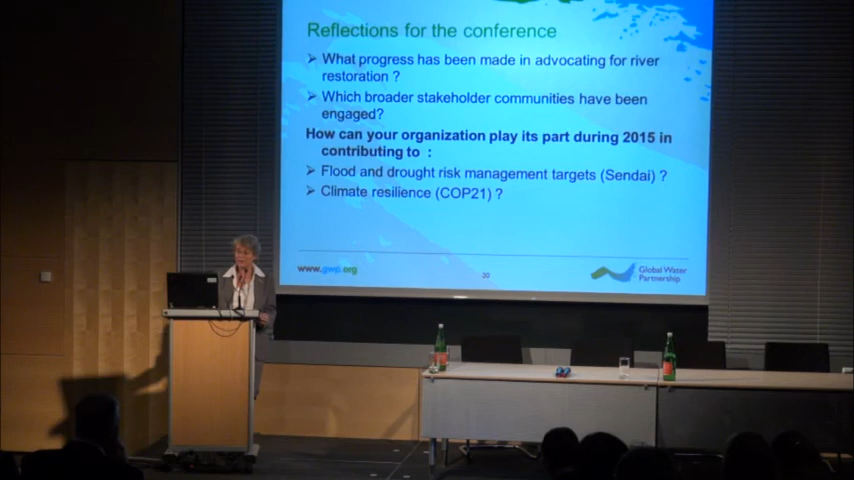 Reflections for the conference
➢ What progress has been made in advocating for river
restoration ?
➢ Which broader stakeholder communities have been
engaged?
How can your organization play its part during 2015 in
contributing to :
➢ Flood and drought risk management targets (Sendai) ?
➢ Climate resilience (COP21) ?
www.gwp.org
30
Global Water
Partnership